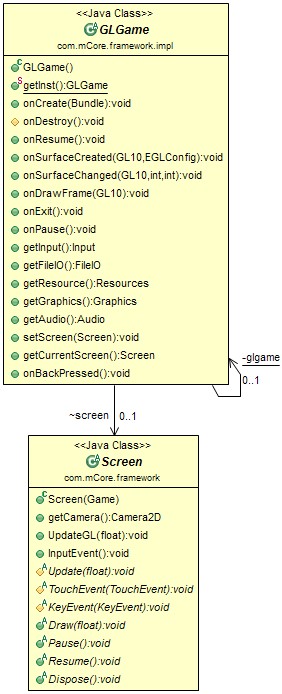 <<Java Class>>
GLGame
com.mCore.framework.impl
GLGame()
getInst():GLGame
onCreate(Bundle):void
onDestroy():void
onResume():void
onSurfaceCreated(GL10,EGLConfig):void
onSurfaceChanged(GL10,int,int):void
onDrawFrame(GL10):void
onExit():void
onPause():void
getInput():Input
getFileIO():FileIO
getResource():Resources
getGraphics():Graphics
getAudio():Audio
setScreen(Screen):void
getCurrentScreen():Screen
onBackPressed():void
-glgame
0..1
~screen 0..1
<<Java Class>>
Screen
com.mCore.framework
Screen(Game)
getCamera():Camera2D
UpdateGL(float):void
InputEvent():void
Update(float):void
TouchEvent(TouchEvent):void
KeyEvent(KeyEvent):void
Draw(float):void
Pause():void
Resume():void
Dispose():void